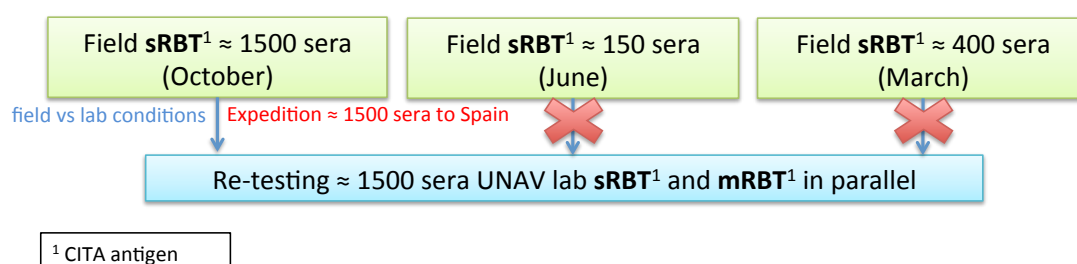 Field sRBT¹ ≈ 1500 sera
(October)
Field sRBT¹ ≈ 150 sera
(June)
Field sRBT¹ ≈ 400 sera
(March)
field vs lab conditions
Expedition ≈ 1500 sera to Spain
Re-testing ≈ 1500 sera UNAV lab sRBT¹ and mRBT¹ in parallel
¹ CITA antigen